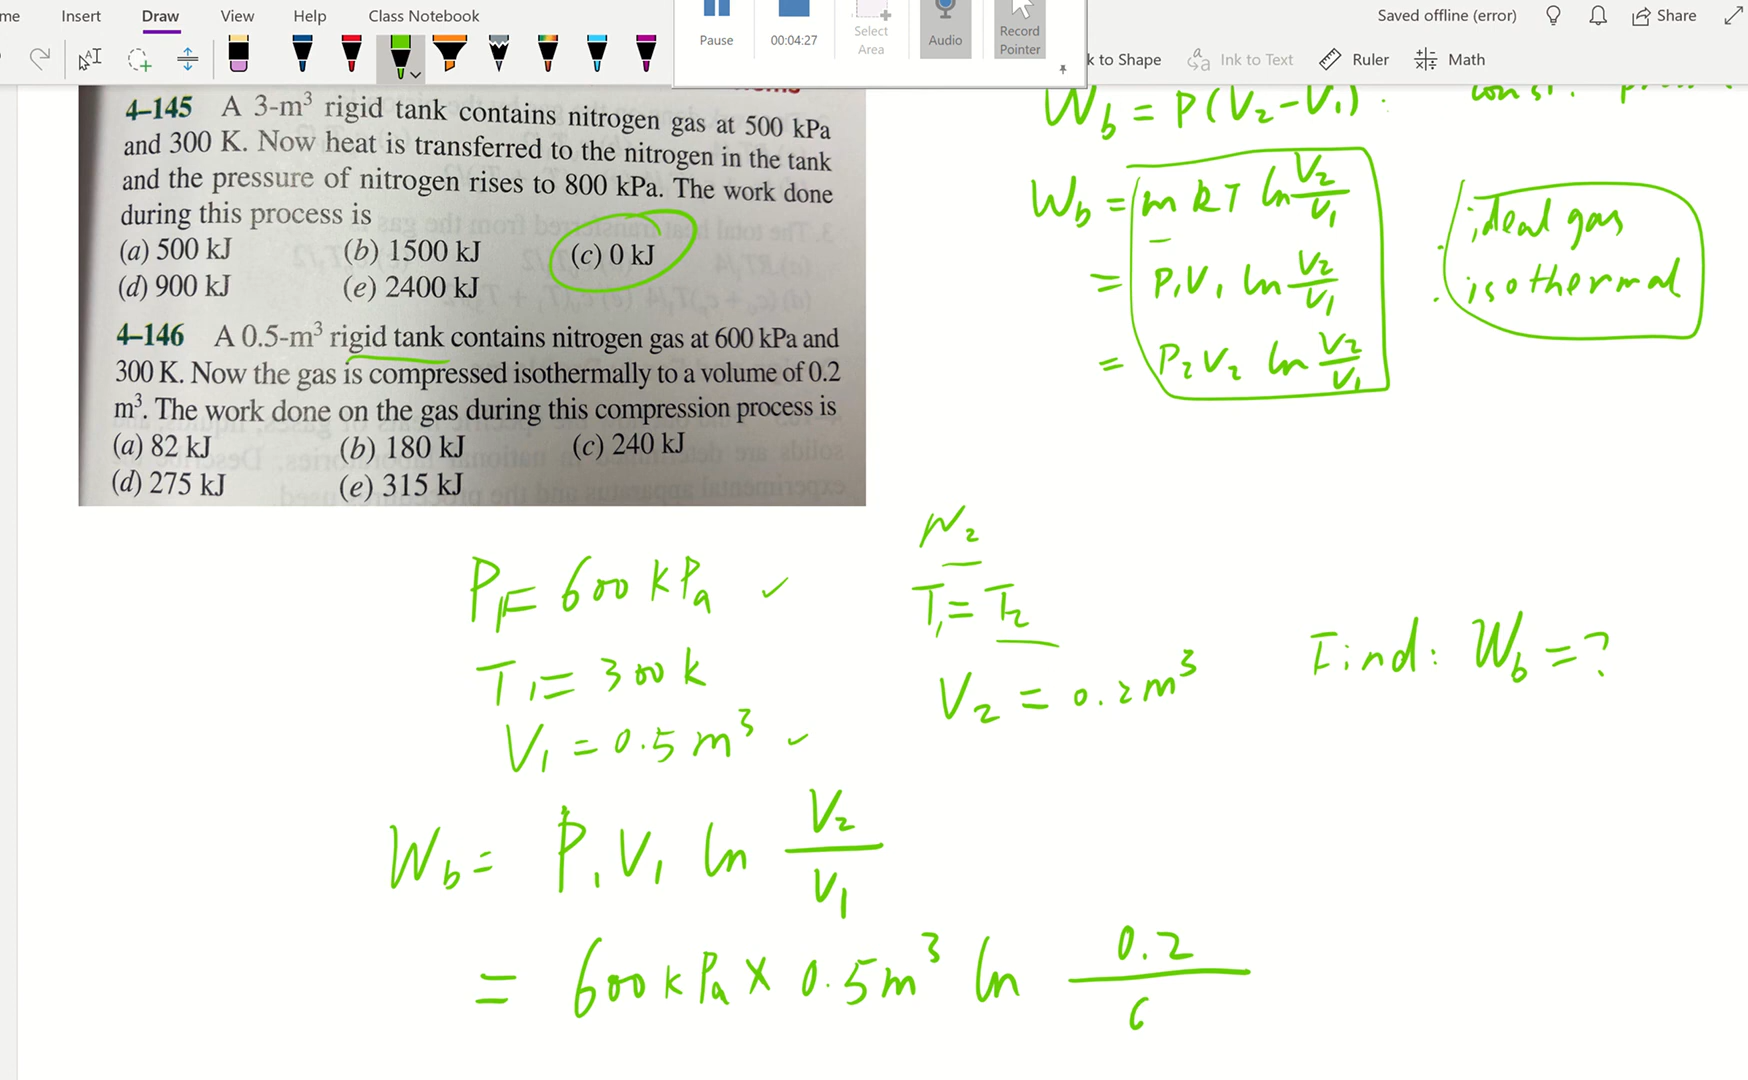 me Insert Draw View Help Class Notebook
Pause 00:04:27 Select Area Audio Record Pointer
Saved offline (error) Share
k to Shape Ink to Text Ruler Math
4–145 A 3-m³ rigid tank contains nitrogen gas at 500 kPa
and 300 K. Now heat is transferred to the nitrogen in the tank
and the pressure of nitrogen rises to 800 kPa. The work done
during this process is
(a) 500 kJ (b) 1500 kJ (c) 0 kJ
(d) 900 kJ (e) 2400 kJ
4–146 A 0.5-m³ rigid tank contains nitrogen gas at 600 kPa and
300 K. Now the gas is compressed isothermally to a volume of 0.2
m³. The work done on the gas during this compression process is
(a) 82 kJ (b) 180 kJ (c) 240 kJ
(d) 275 kJ (e) 315 kJ
W_b = P(V₂-V₁)
W_b = m R T ln V₂/V₁
= P₁V₁ ln V₂/V₁
= P₂V₂ ln V₂/V₁
ideal gas
isothermal
P₁= 600 kPa
T₁= 300 k
V₁ = 0.5 m³
N₂
T₁= T₂
V₂ = 0.2 m³
Find: W_b = ?
W_b = P₁V₁ ln V₂/V₁
= 600 kPa × 0.5 m³ ln 0.2/